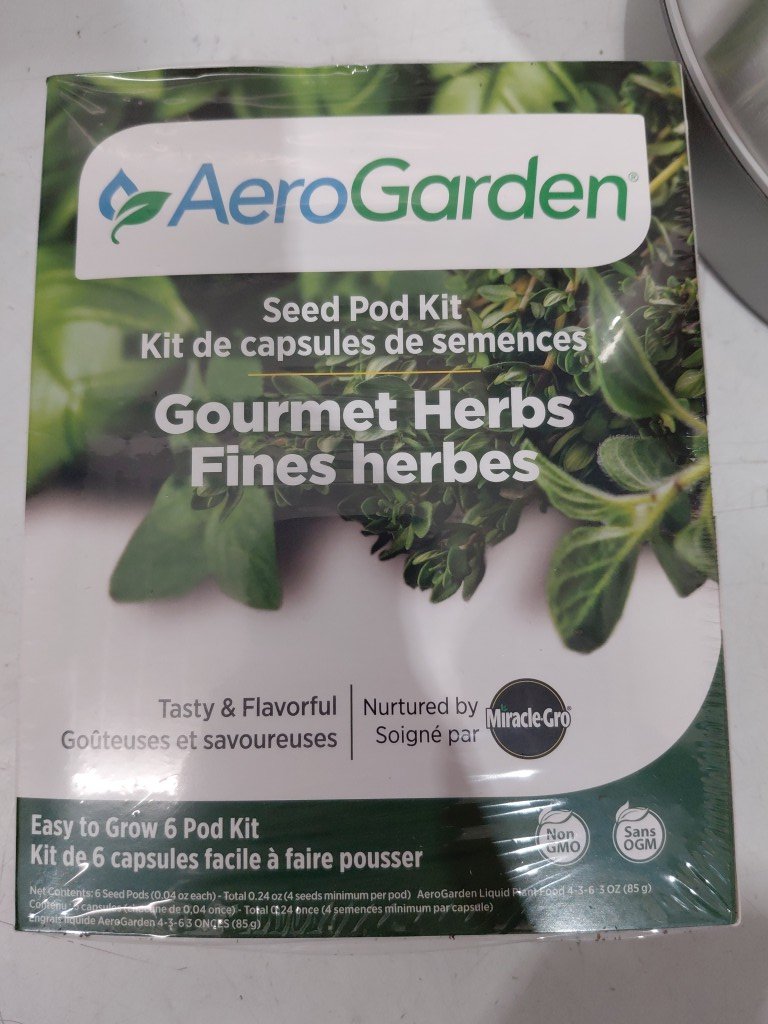 AeroGarden®
Seed Pod Kit
Kit de capsules de semences
Gourmet Herbs
Fines herbes
Tasty & Flavorful
Goûteuses et savoureuses
Nurtured by
Soigné par
Miracle-Gro®
Easy to Grow 6 Pod Kit
Kit de 6 capsules facile à faire pousser
Non
GMO
Sans
OGM
Net Contents: 6 Seed Pods (0.04 oz each) - Total 0.24 oz (4 seeds minimum per pod) AeroGarden Liquid Plant Food 4-3-6 3 OZ (85 g)
capsules de 0,04 once) - Total 0,24 once (4 semences minimum par capsule)
Engrais liquide AeroGarden 4-3-6 3 ONCES (85 g)